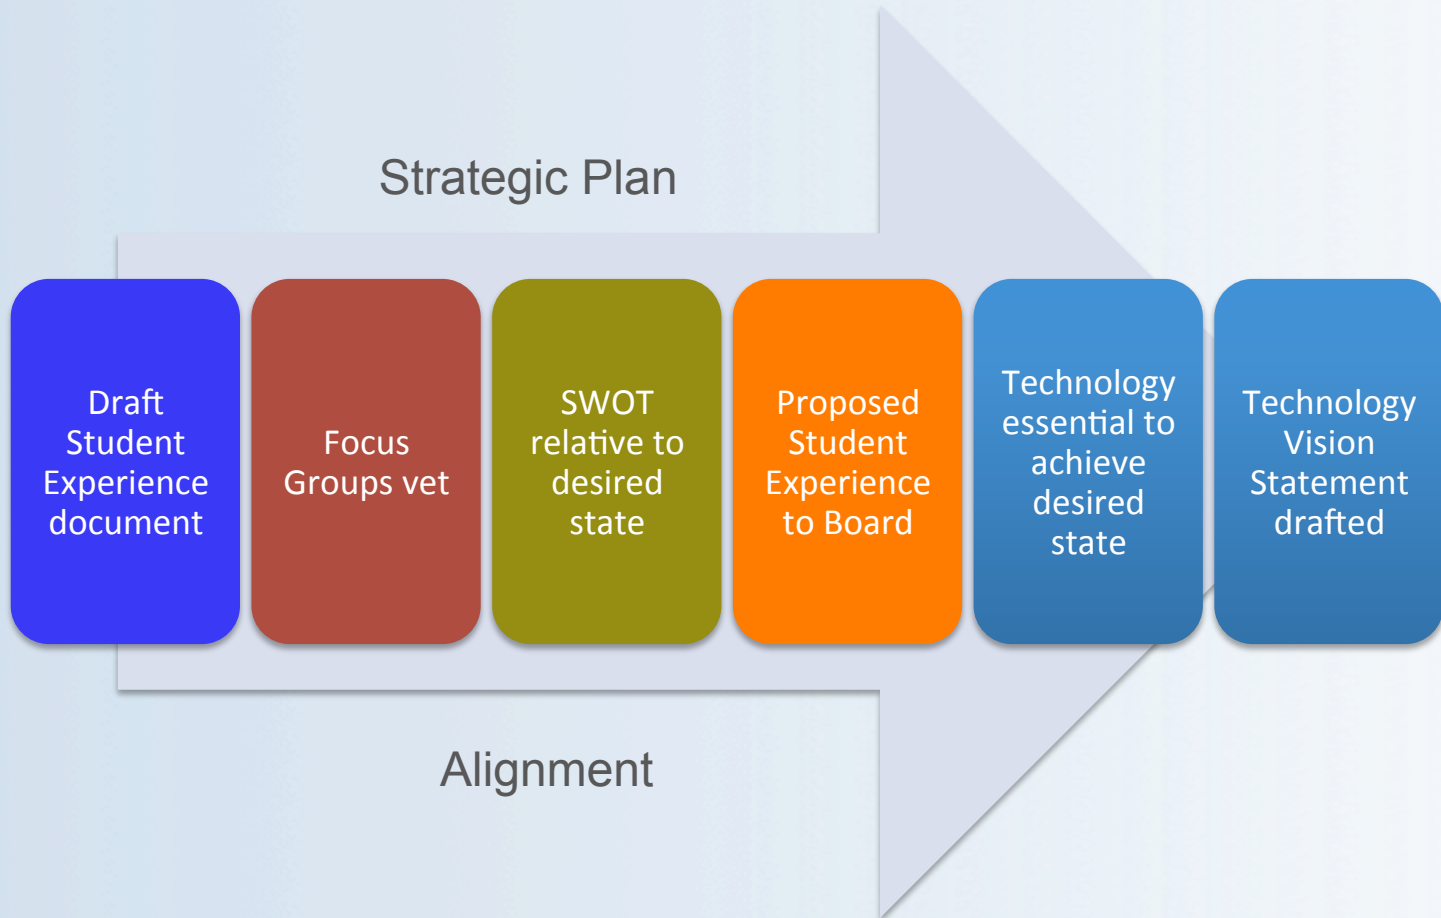 Strategic Plan
Draft
Student
Experience
document
Focus
Groups vet
SWOT
relative to
desired
state
Proposed
Student
Experience
to Board
Technology
essential to
achieve
desired
state
Technology
Vision
Statement
drafted
Alignment